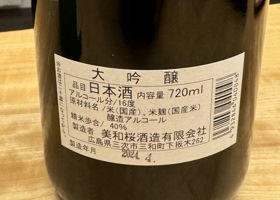 大吟醸
品目 日本酒 内容量 720ml
アルコール分/16度
原材料名/米(国産)、米麹(国産米)
醸造アルコール
精米歩合/ 40%
製造者 美和桜酒造有限会社
広島県三次市三和町下板木262
製造年月 2024. 4.